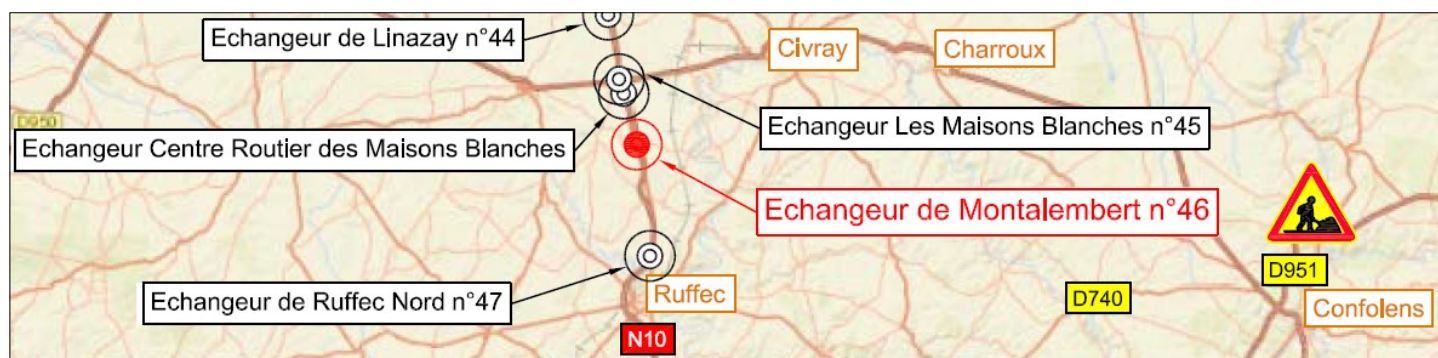 Echangeur de Linazay n°44
Civray
Charroux
D950
Echangeur Centre Routier des Maisons Blanches
Echangeur Les Maisons Blanches n°45
Echangeur de Montalembert n°46
Echangeur de Ruffec Nord n°47
Ruffec
D951
D740
Confolens
N10